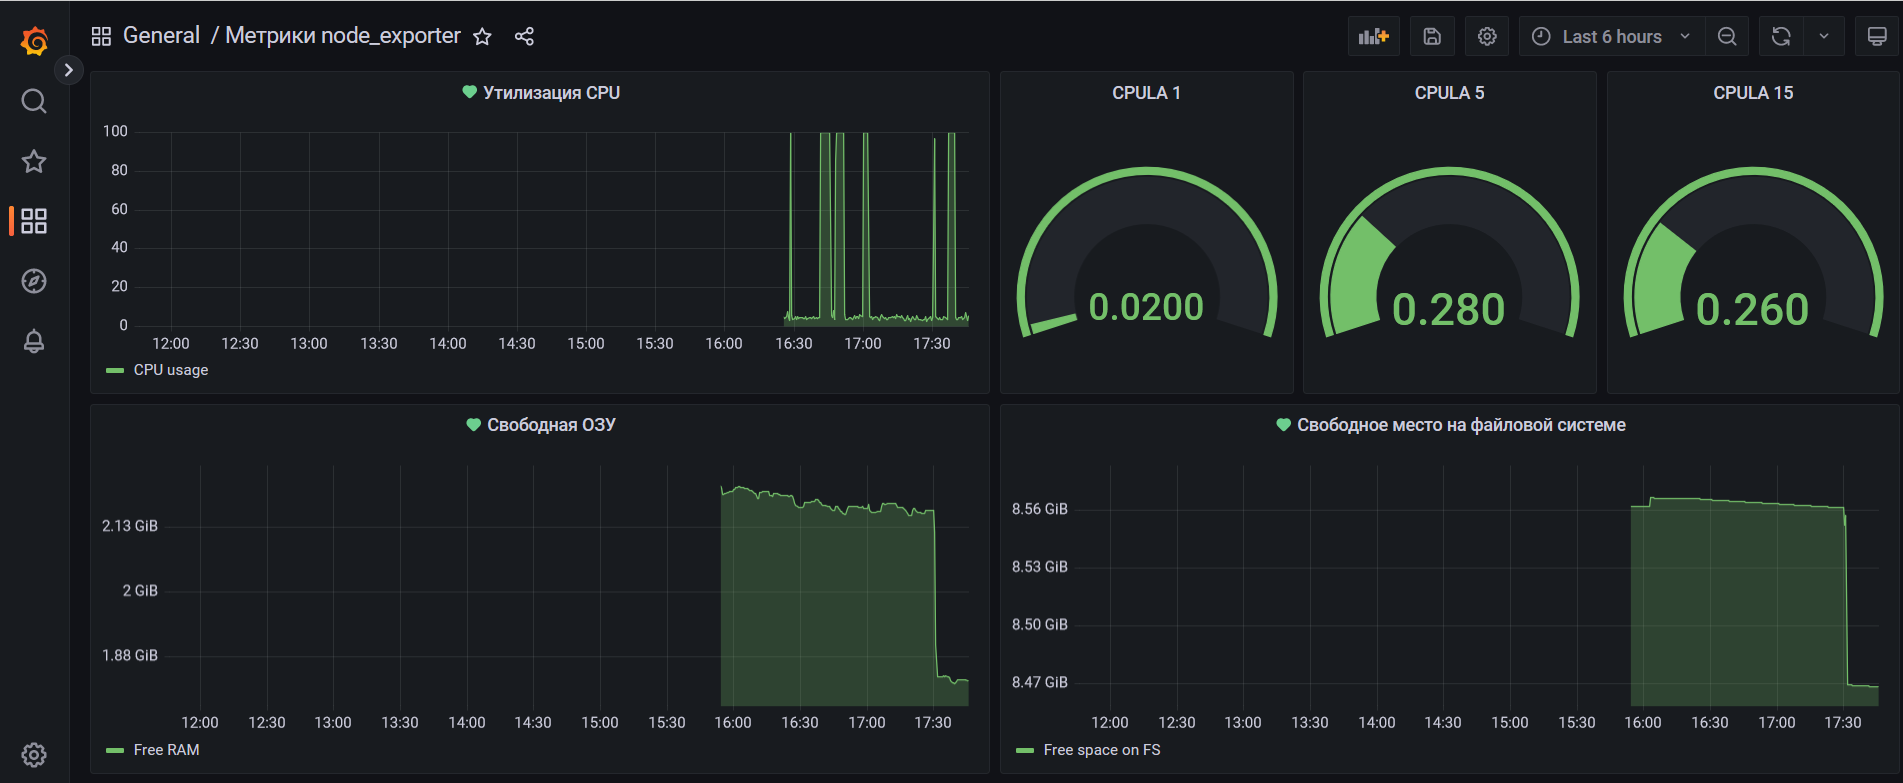 General / Метрики node_exporter
Last 6 hours
Утилизация CPU
100
80
60
40
20
0
12:00 12:30 13:00 13:30 14:00 14:30 15:00 15:30 16:00 16:30 17:00 17:30
CPU usage
CPULA 1
0.0200
CPULA 5
0.280
CPULA 15
0.260
Свободная ОЗУ
2.13 GiB
2 GiB
1.88 GiB
12:00 12:30 13:00 13:30 14:00 14:30 15:00 15:30 16:00 16:30 17:00 17:30
Free RAM
Свободное место на файловой системе
8.56 GiB
8.53 GiB
8.50 GiB
8.47 GiB
12:00 12:30 13:00 13:30 14:00 14:30 15:00 15:30 16:00 16:30 17:00 17:30
Free space on FS